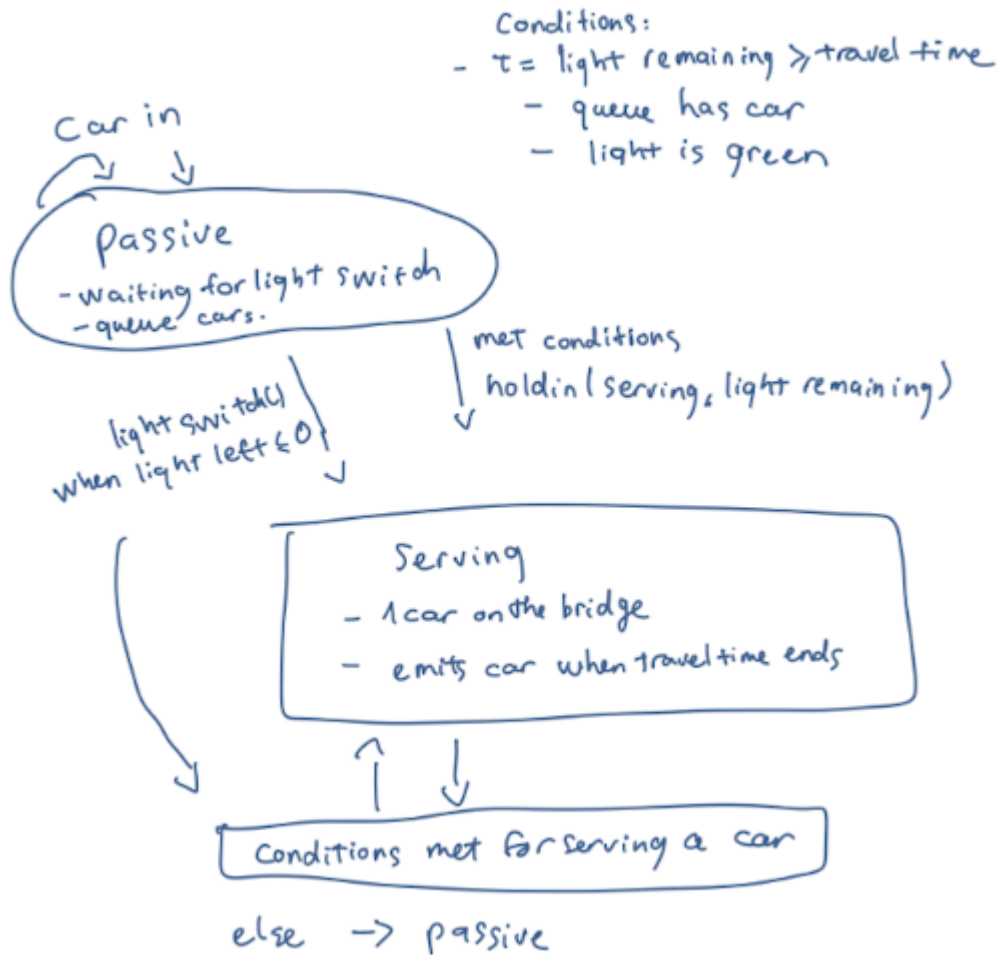 Conditions:
- τ = light remaining ⩾ travel time
- queue has car
- light is green
Car in
Passive
- waiting for light switch
- queue cars.
met conditions
holdin(serving, light remaining)
light switch()
when light left ≤ 0
Serving
- 1 car on the bridge
- emits car when travel time ends
Conditions met for serving a car
else -> passive